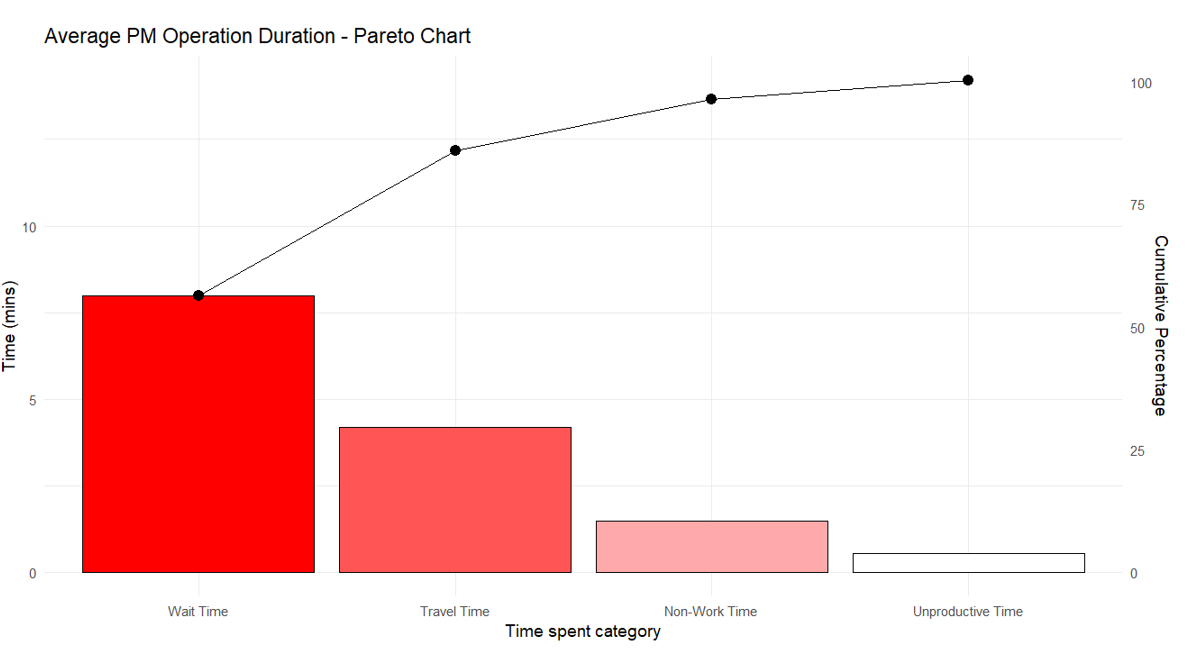 Average PM Operation Duration - Pareto Chart
Time (mins)
10
5
0
100
75
50
25
0
Cumulative Percentage
Wait Time
Travel Time
Non-Work Time
Unproductive Time
Time spent category